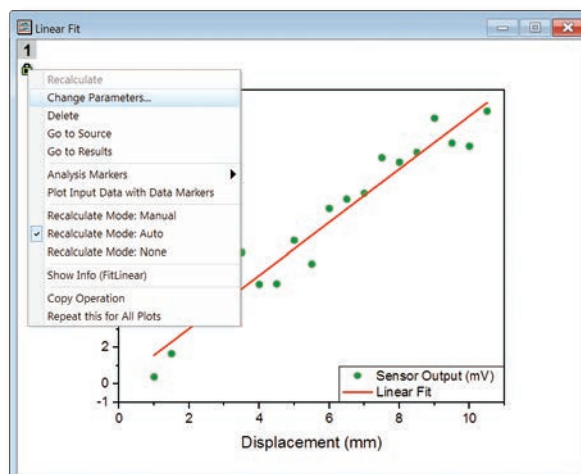 Linear Fit
1
Recalculate
Change Parameters...
Delete
Go to Source
Go to Results
Analysis Markers
Plot Input Data with Data Markers
Recalculate Mode: Manual
Recalculate Mode: Auto
Recalculate Mode: None
Show Info (FitLinear)
Copy Operation
Repeat this for All Plots
2
0
-1
Sensor Output (mV)
Linear Fit
0 2 4 6 8 10
Displacement (mm)